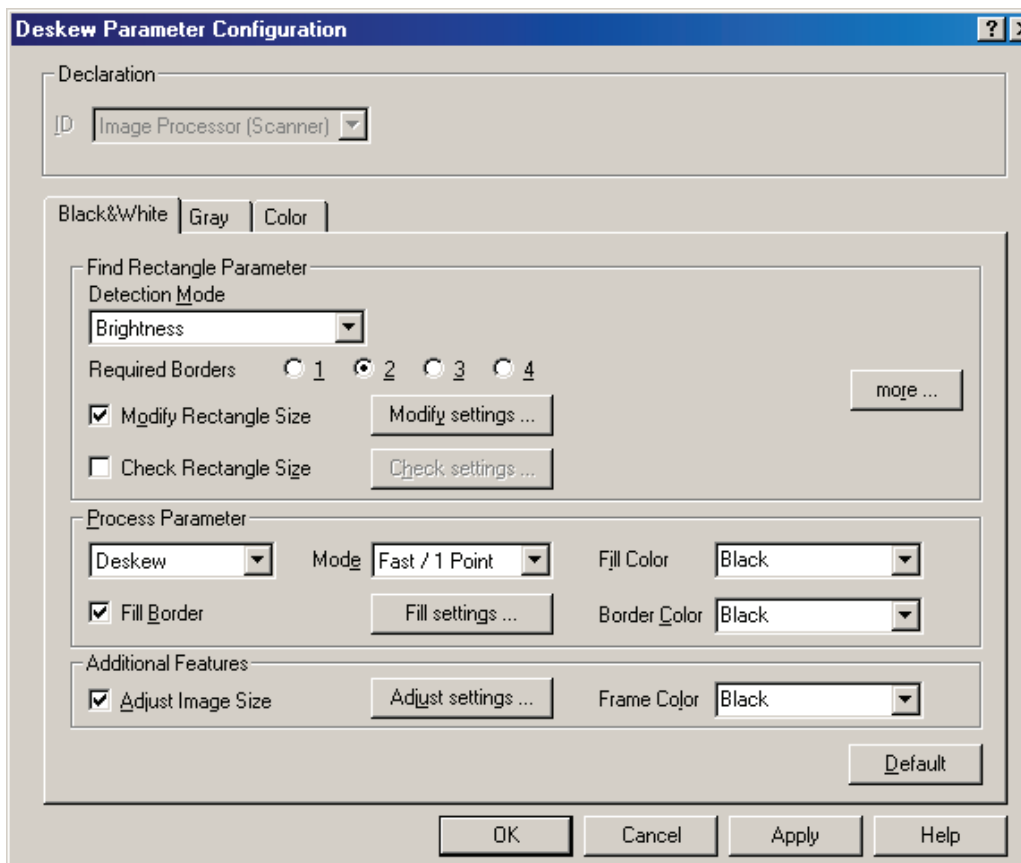 Deskew Parameter Configuration ?
Declaration
ID Image Processor (Scanner)
Black&White Gray Color
Find Rectangle Parameter
Detection Mode
Brightness
Required Borders 1 2 3 4
more ...
Modify Rectangle Size Modify settings ...
Check Rectangle Size Check settings ...
Process Parameter
Deskew Mode Fast / 1 Point Fill Color Black
Fill Border Fill settings ... Border Color Black
Additional Features
Adjust Image Size Adjust settings ... Frame Color Black
Default
OK Cancel Apply Help